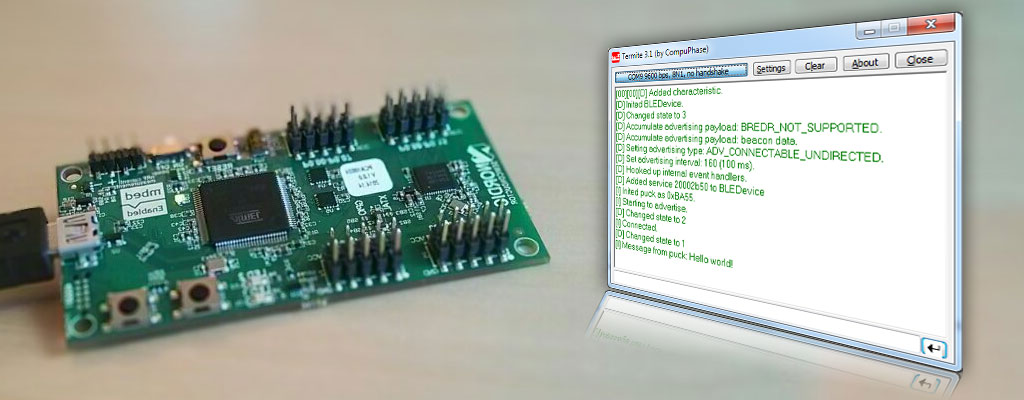 mbed
Enabled
Termite 3.1 (by CompuPhase)
COM9 9600 bps, 8N1, no handshake
Settings
Clear
About
Close
[00][00][D] Added characteristic.
[D] Inited BLEDevice.
[D] Changed state to 3
[D] Accumulate advertising payload: BREDR_NOT_SUPPORTED.
[D] Accumulate advertising payload: beacon data.
[D] Setting advertising type: ADV_CONNECTABLE_UNDIRECTED.
[D] Set advertising interval: 160 (100 ms).
[D] Hooked up internal event handlers.
[D] Added service 20002b50 to BLEDevice
[I] Inited puck as 0xBA55.
[I] Starting to advertise.
[D] Changed state to 2
[I] Connected.
[D] Changed state to 1
[I] Message from puck: Hello world!